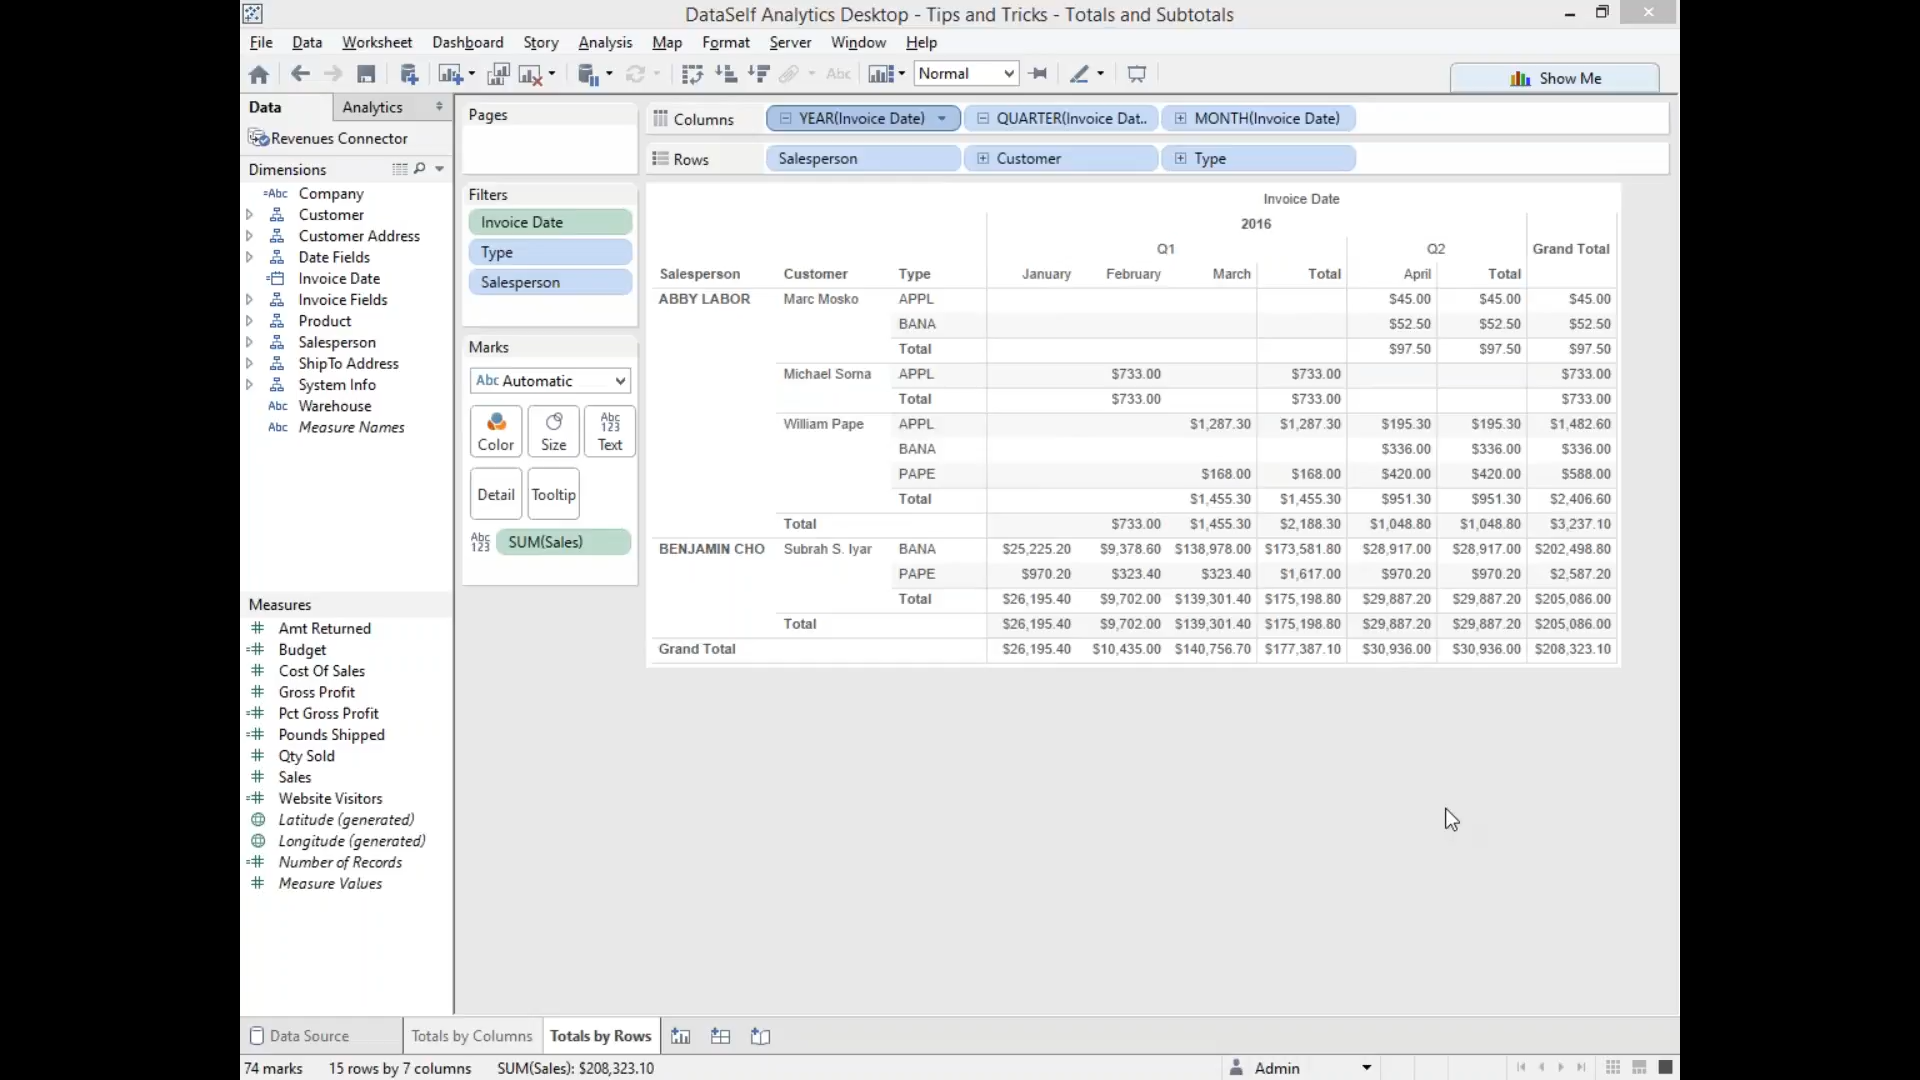 DataSelf Analytics Desktop - Tips and Tricks - Totals and Subtotals
File Data Worksheet Dashboard Story Analysis Map Format Server Window Help
Abc Normal Show Me
Data Analytics
Revenues Connector
Dimensions
Abc Company
Customer
Customer Address
Date Fields
Invoice Date
Invoice Fields
Product
Salesperson
ShipTo Address
System Info
Abc Warehouse
Abc Measure Names
Measures
Amt Returned
Budget
Cost Of Sales
Gross Profit
Pct Gross Profit
Pounds Shipped
Qty Sold
Sales
Website Visitors
Latitude (generated)
Longitude (generated)
Number of Records
Measure Values
Pages
Filters
Invoice Date
Type
Salesperson
Marks
Abc Automatic
Color Size Abc 123 Text
Detail Tooltip
Abc 123 SUM(Sales)
Columns YEAR(Invoice Date) QUARTER(Invoice Dat.. MONTH(Invoice Date)
Rows Salesperson Customer Type
Invoice Date
2016
Q1 Q2 Grand Total
Salesperson Customer Type January February March Total April Total
ABBY LABOR Marc Mosko APPL $45.00 $45.00 $45.00
BANA $52.50 $52.50 $52.50
Total $97.50 $97.50 $97.50
Michael Sorna APPL $733.00 $733.00 $733.00
Total $733.00 $733.00 $733.00
William Pape APPL $1,287.30 $1,287.30 $195.30 $195.30 $1,482.60
BANA $336.00 $336.00 $336.00
PAPE $168.00 $168.00 $420.00 $420.00 $588.00
Total $1,455.30 $1,455.30 $951.30 $951.30 $2,406.60
Total $733.00 $1,455.30 $2,188.30 $1,048.80 $1,048.80 $3,237.10
BENJAMIN CHO Subrah S. Iyar BANA $25,225.20 $9,378.60 $138,978.00 $173,581.80 $28,917.00 $28,917.00 $202,498.80
PAPE $970.20 $323.40 $323.40 $1,617.00 $970.20 $970.20 $2,587.20
Total $26,195.40 $9,702.00 $139,301.40 $175,198.80 $29,887.20 $29,887.20 $205,086.00
Total $26,195.40 $9,702.00 $139,301.40 $175,198.80 $29,887.20 $29,887.20 $205,086.00
Grand Total $26,195.40 $10,435.00 $140,756.70 $177,387.10 $30,936.00 $30,936.00 $208,323.10
Data Source Totals by Columns Totals by Rows
74 marks 15 rows by 7 columns SUM(Sales): $208,323.10 Admin